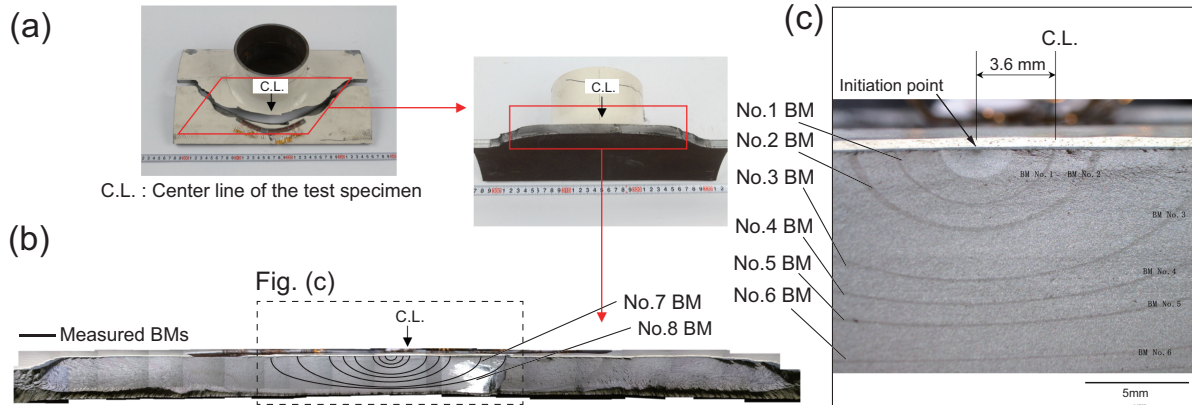 (a)
C.L.
C.L.
C.L. : Center line of the test specimen
(b)
Fig. (c)
C.L.
No.7 BM
No.8 BM
Measured BMs
(c)
C.L.
3.6 mm
Initiation point
No.1 BM
No.2 BM
No.3 BM
No.4 BM
No.5 BM
No.6 BM
BM No.1
BM No.2
BM No.3
BM No.4
BM No.5
BM No.6
5mm